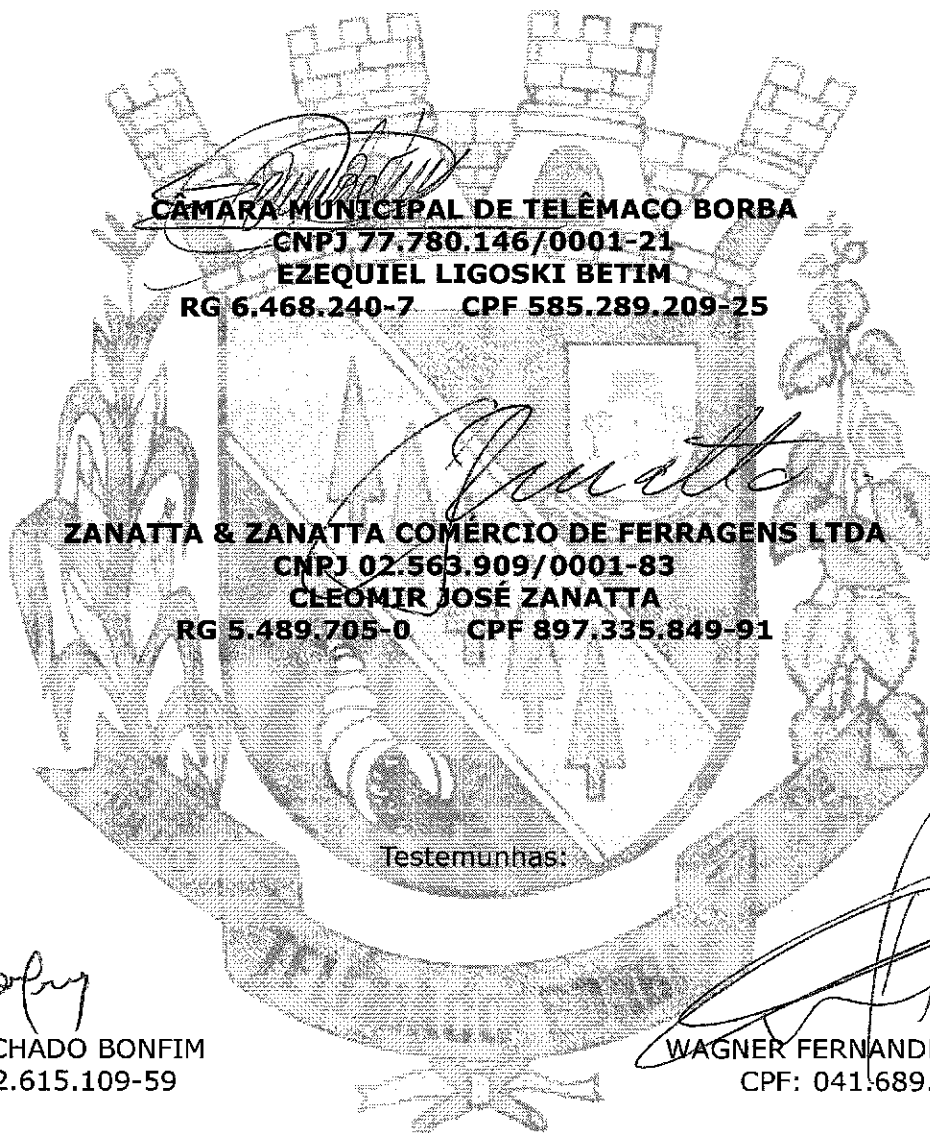 CÂMARA MUNICIPAL DE TELÊMACO BORBA
CNPJ 77.780.146/0001-21
EZEQUIEL LIGOSKI BETIM
RG 6.468.240-7 CPF 585.289.209-25
Zanatta
ZANATTA & ZANATTA COMÉRCIO DE FERRAGENS LTDA
CNPJ 02.563.909/0001-83
CLEOMIR JOSÉ ZANATTA
RG 5.489.705-0 CPF 897.335.849-91
Testemunhas:
CHADO BONFIM
2.615.109-59
WAGNER FERNAND
CPF: 041.689.